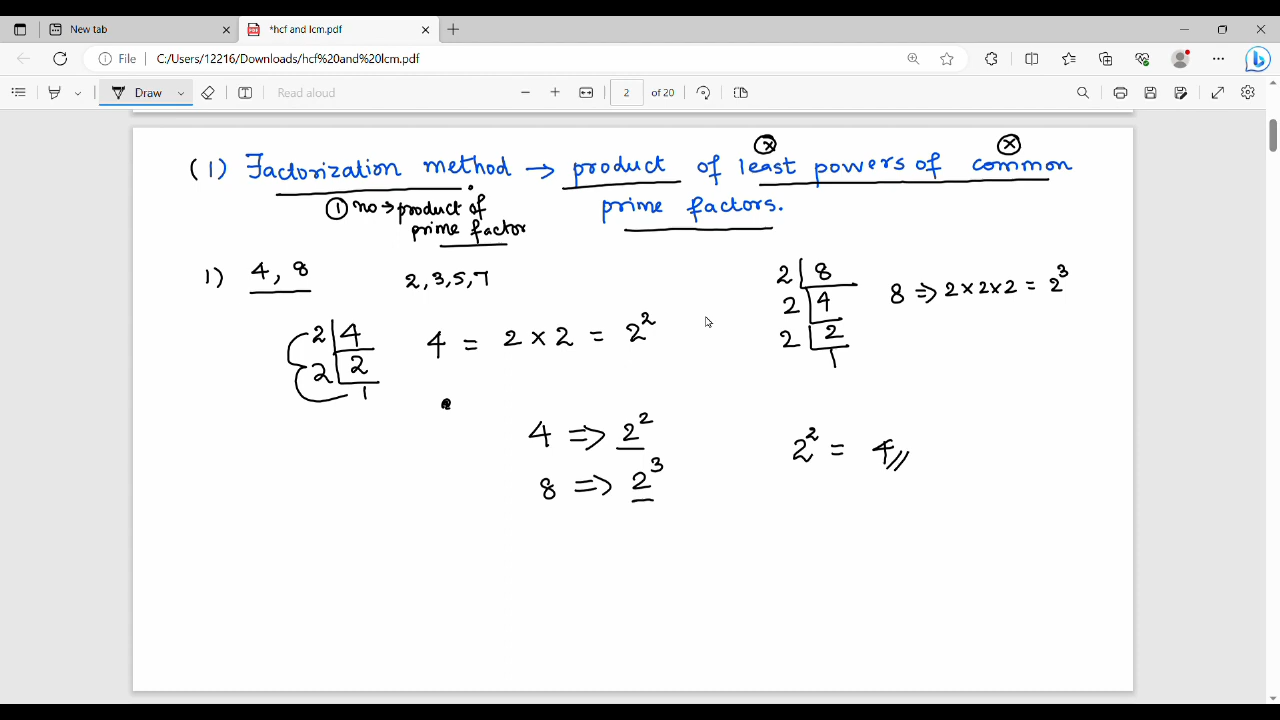 New tab
*hcf and lcm.pdf
File C:/Users/12216/Downloads/hcf%20and%20lcm.pdf
Draw Read aloud 2 of 20
(1) Factorization method → product of least powers of common
prime factors.
① no → product of
prime factor
1) 4, 8 2,3,5,7
2 | 4
2 | 2
1
4 = 2 × 2 = 2²
2 | 8
2 | 4
2 | 2
1
8 ⇒ 2×2×2 = 2³
4 ⇒ 2²
8 ⇒ 2³
2² = 4//